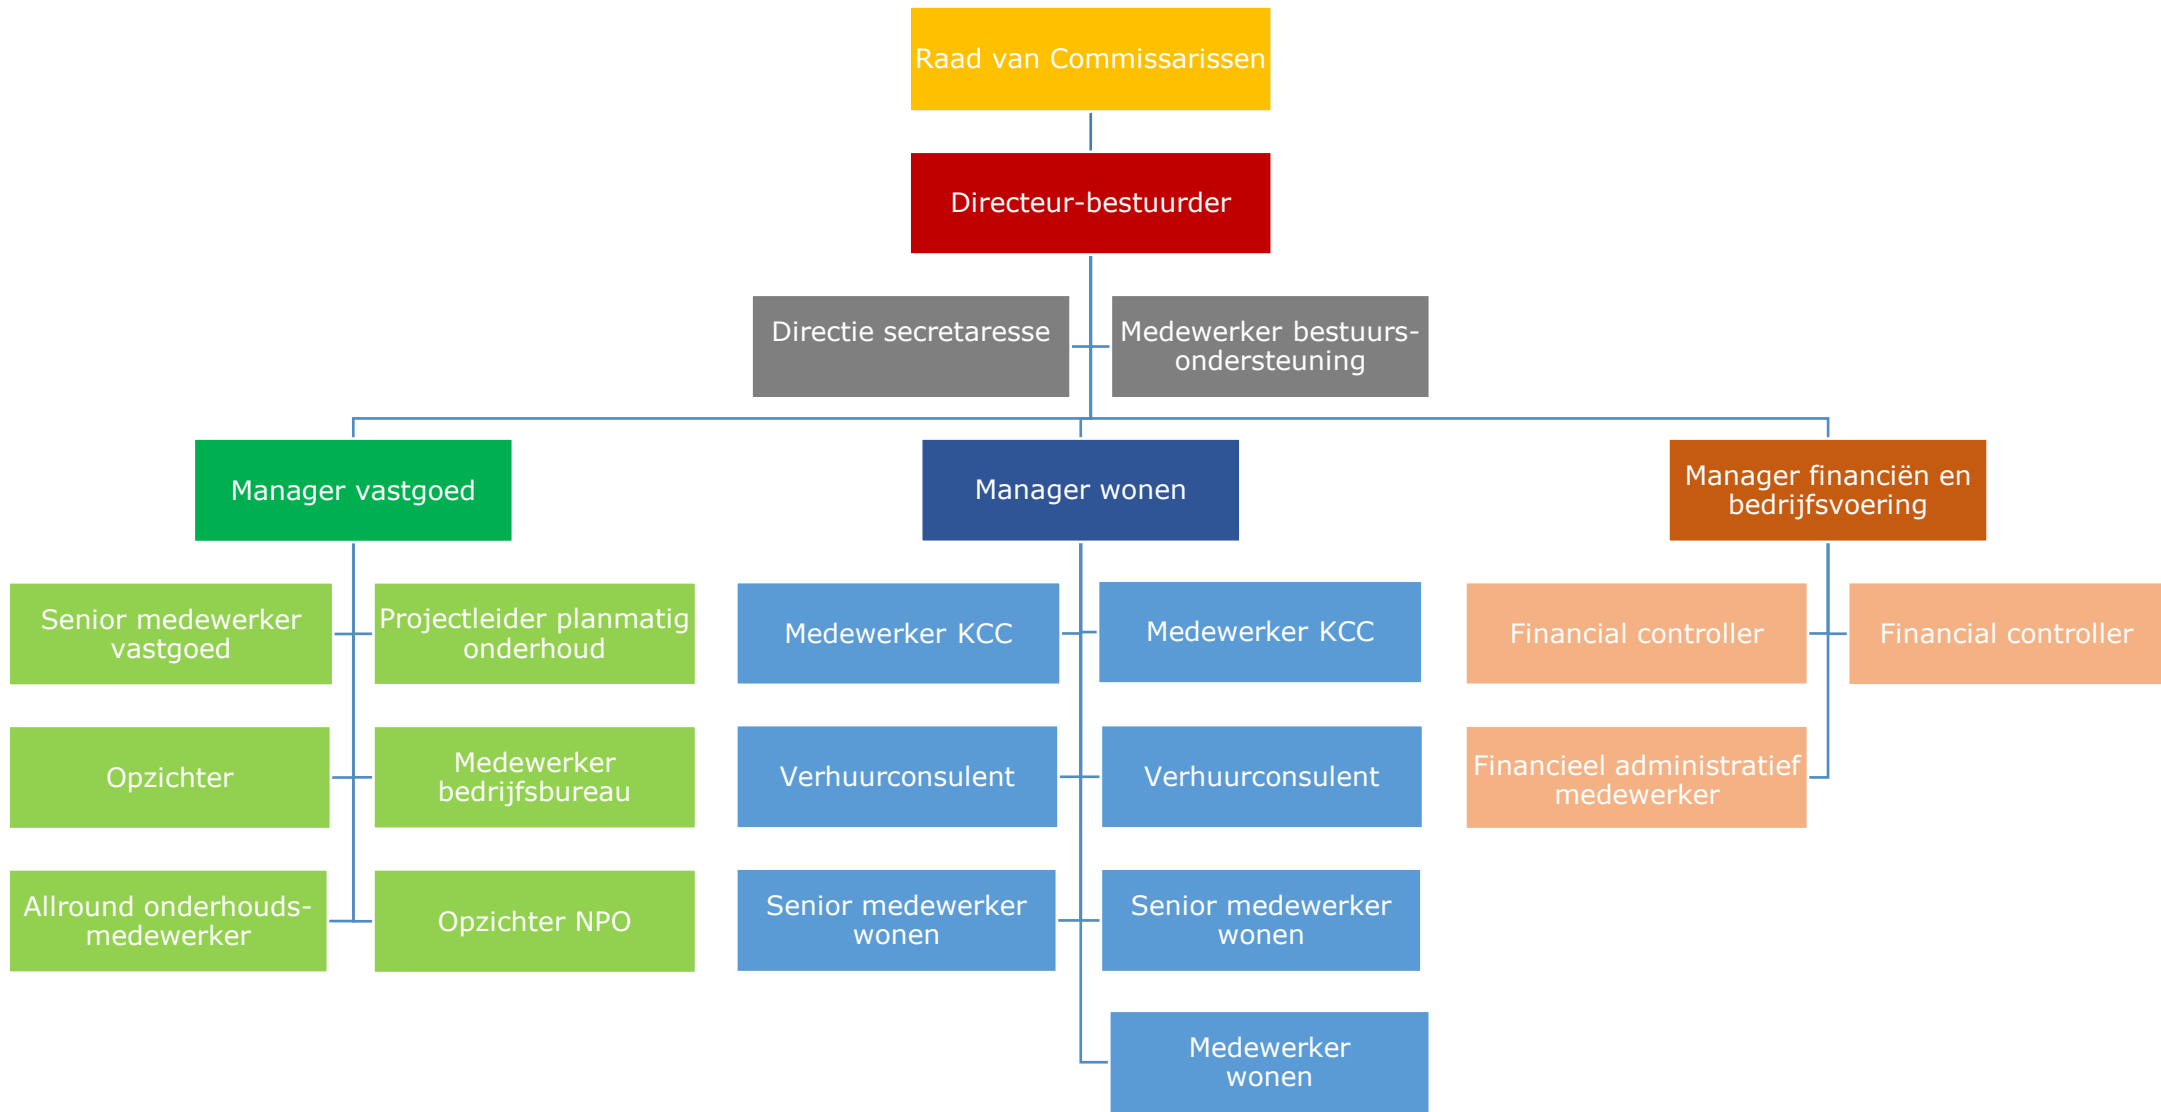 Raad van Commissarissen
Directeur-bestuurder
Directie secretaresse
Medewerker bestuurs-
ondersteuning
Manager vastgoed
Manager wonen
Manager financiën en
bedrijfsvoering
Senior medewerker
vastgoed
Projectleider planmatig
onderhoud
Medewerker KCC
Medewerker KCC
Financial controller
Financial controller
Opzichter
Medewerker
bedrijfsbureau
Verhuurconsulent
Verhuurconsulent
Financieel administratief
medewerker
Allround onderhouds-
medewerker
Opzichter NPO
Senior medewerker
wonen
Senior medewerker
wonen
Medewerker
wonen